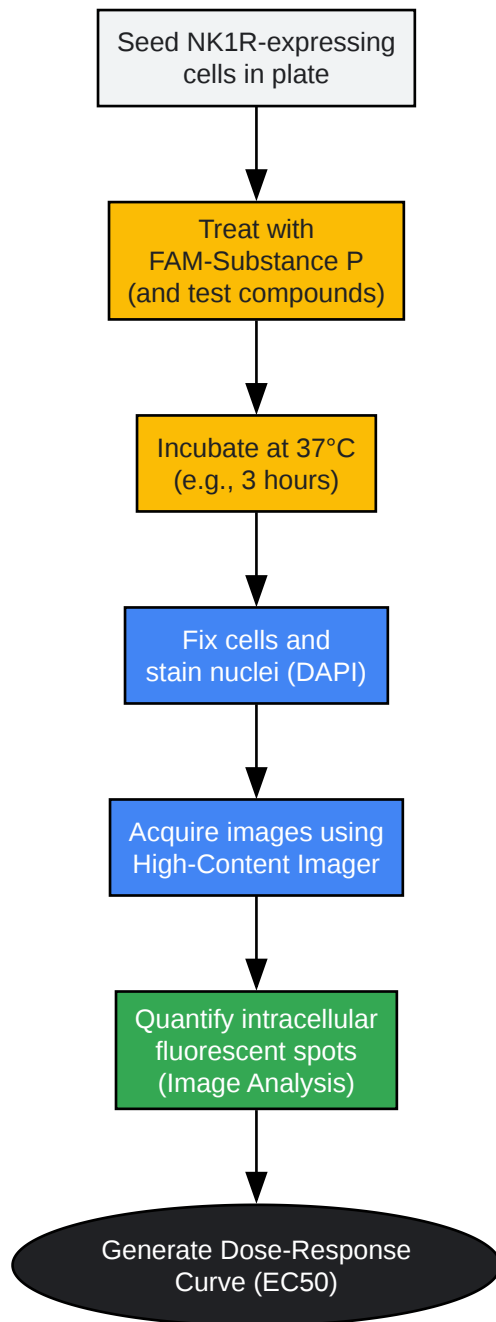 Seed NK1R-expressing
cells in plate
Treat with
FAM-Substance P
(and test compounds)
Incubate at 37°C
(e.g., 3 hours)
Fix cells and
stain nuclei (DAPI)
Acquire images using
High-Content Imager
Quantify intracellular
fluorescent spots
(Image Analysis)
Generate Dose-Response
Curve (EC50)